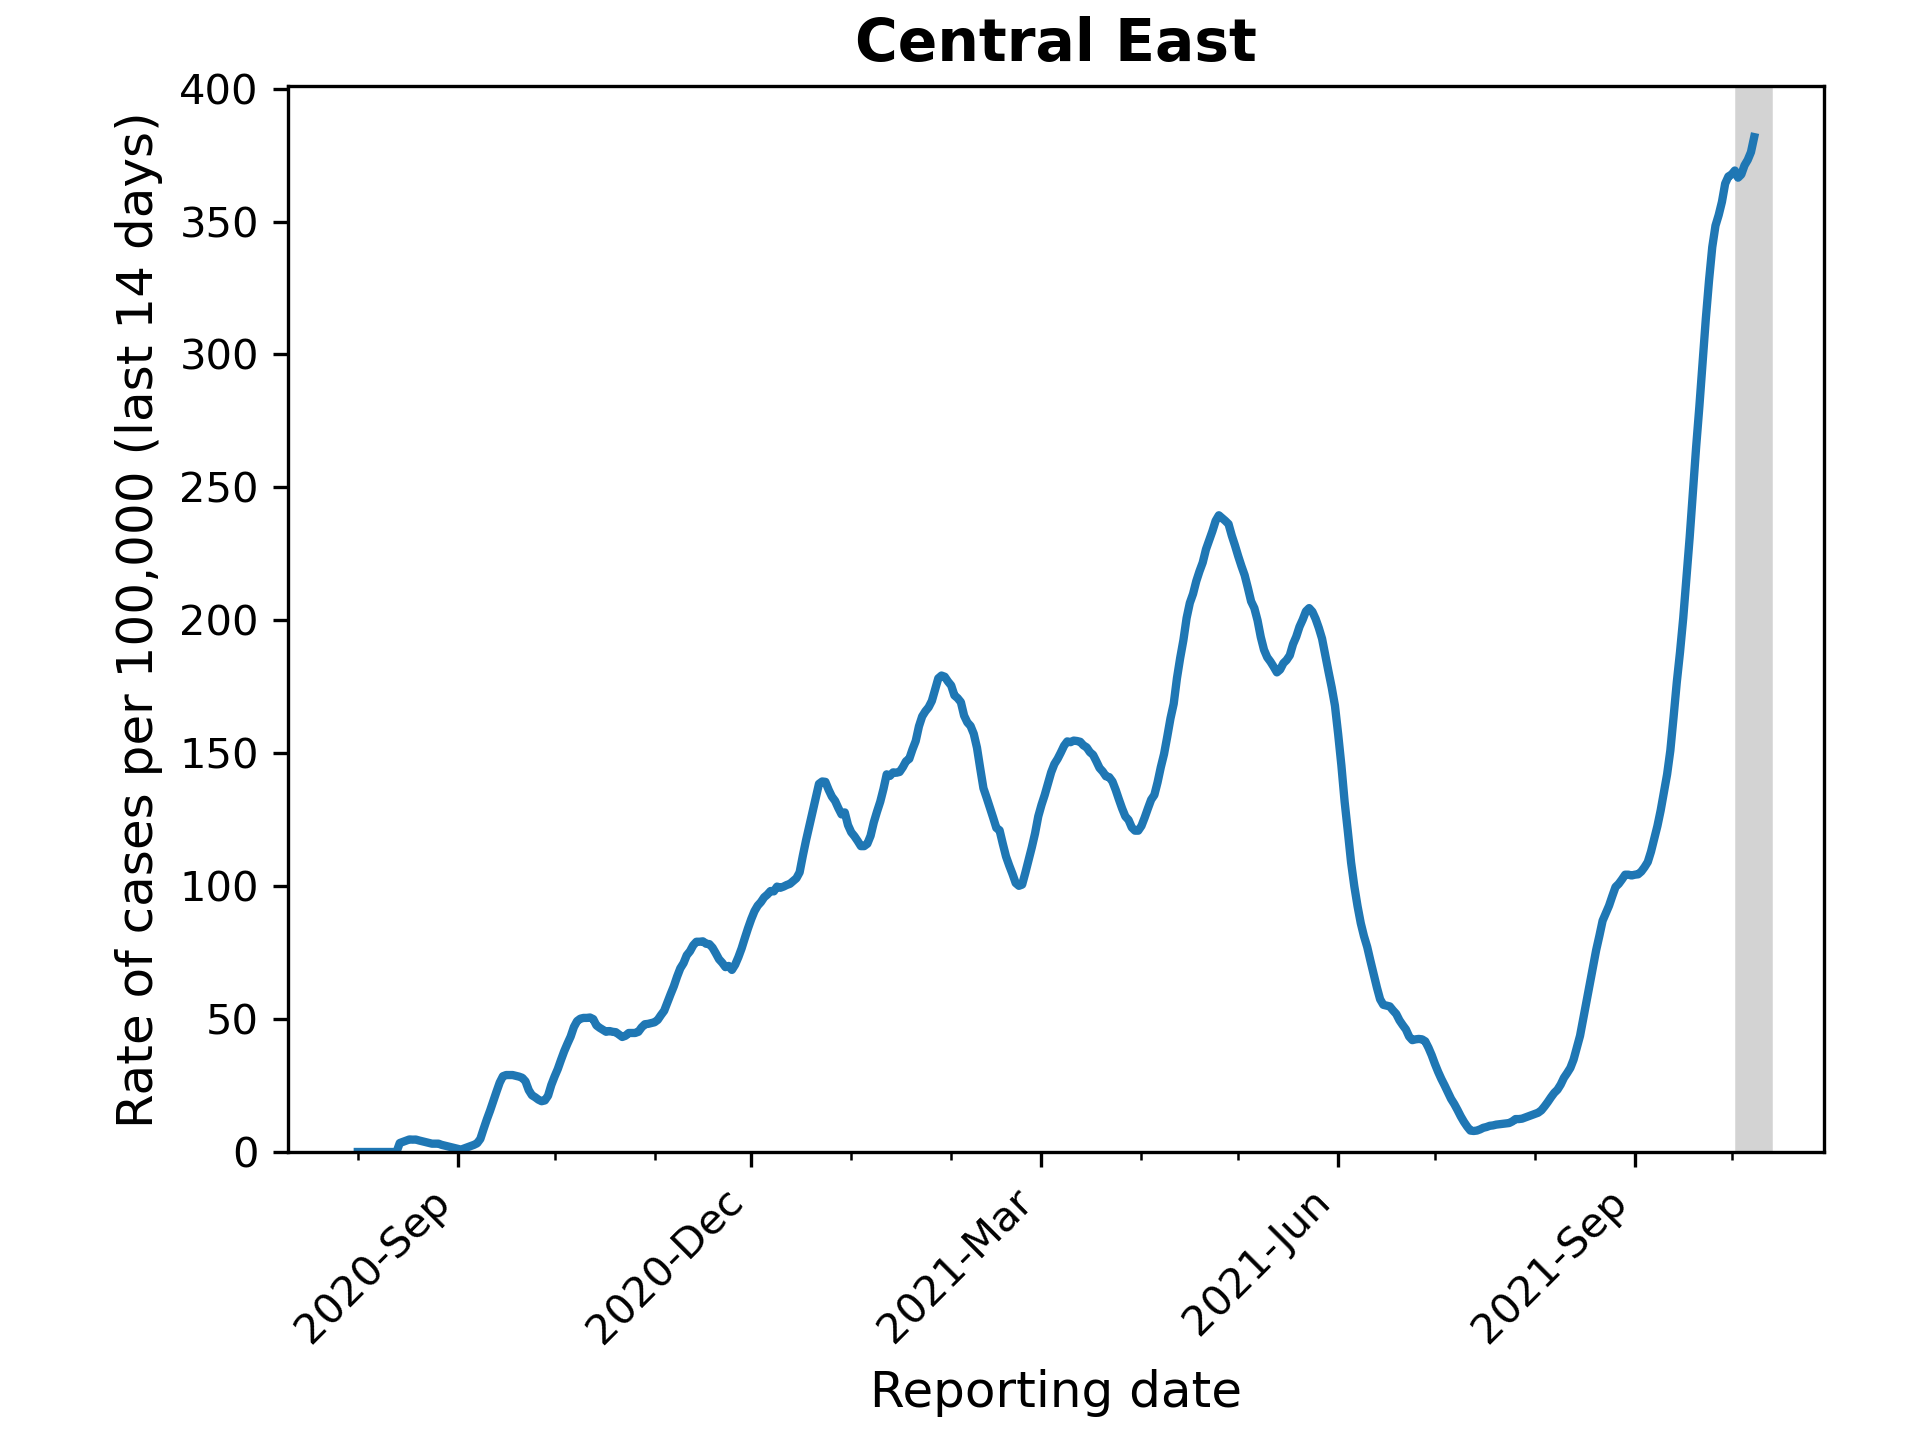 Central East
Rate of cases per 100,000 (last 14 days)
400
350
300
250
200
150
100
50
0
2020-Sep
2020-Dec
2021-Mar
2021-Jun
2021-Sep
Reporting date